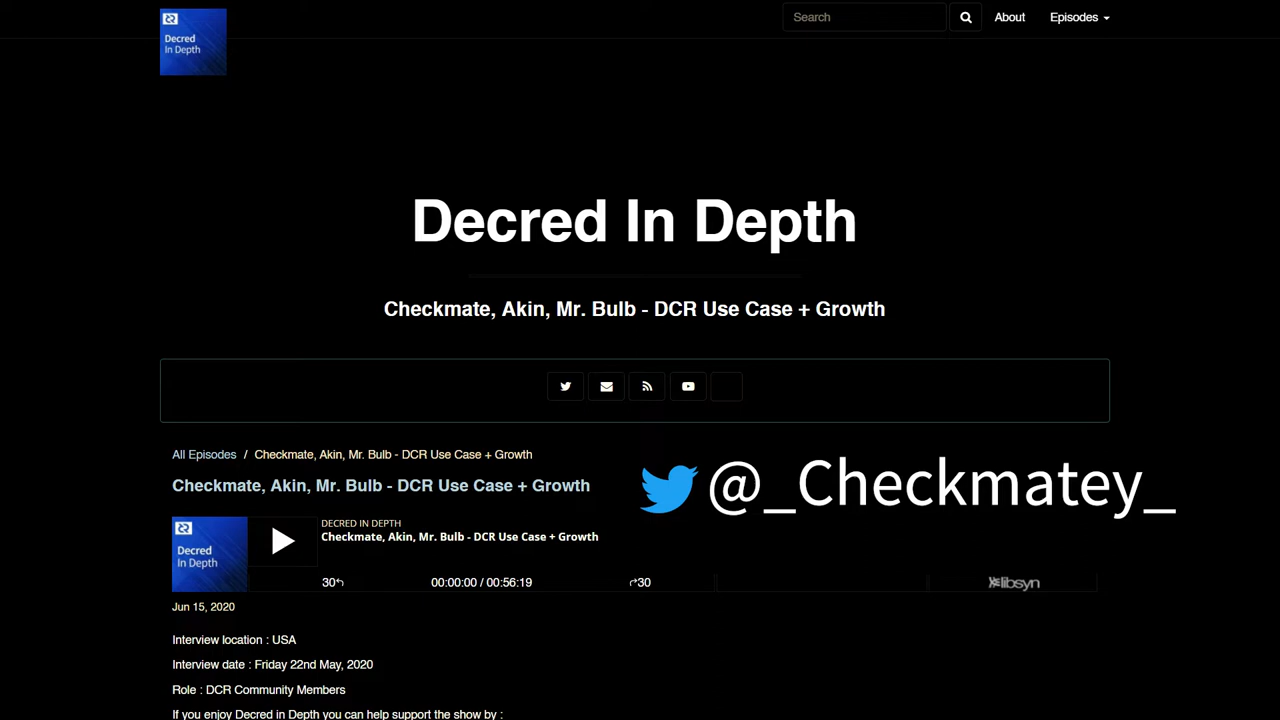 Decred
In Depth
Search
About
Episodes
Decred In Depth
Checkmate, Akin, Mr. Bulb - DCR Use Case + Growth
All Episodes / Checkmate, Akin, Mr. Bulb - DCR Use Case + Growth
Checkmate, Akin, Mr. Bulb - DCR Use Case + Growth
@_Checkmatey_
Decred
In Depth
DECRED IN DEPTH
Checkmate, Akin, Mr. Bulb - DCR Use Case + Growth
30
00:00:00 / 00:56:19
30
libsyn
Jun 15, 2020
Interview location : USA
Interview date : Friday 22nd May, 2020
Role : DCR Community Members
If you enjoy Decred in Depth you can help support the show by :